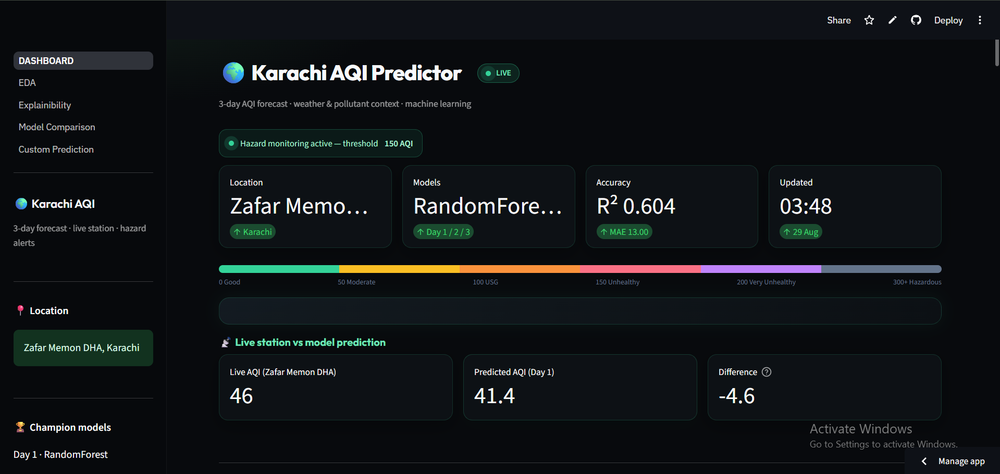 Share
Deploy
DASHBOARD
EDA
Explainibility
Model Comparison
Custom Prediction
Karachi AQI
3-day forecast · live station · hazard
alerts
Location
Zafar Memon DHA, Karachi
Champion models
Day 1 · RandomForest
Karachi AQI Predictor
LIVE
3-day AQI forecast · weather & pollutant context · machine learning
Hazard monitoring active — threshold 150 AQI
Location
Zafar Memo…
↑ Karachi
Models
RandomFore…
↑ Day 1 / 2 / 3
Accuracy
R² 0.604
↑ MAE 13.00
Updated
03:48
↑ 29 Aug
0 Good
50 Moderate
100 USG
150 Unhealthy
200 Very Unhealthy
300+ Hazardous
Live station vs model prediction
Live AQI (Zafar Memon DHA)
46
Predicted AQI (Day 1)
41.4
Difference
-4.6
Activate Windows
Go to Settings to activate Windows.
Manage app